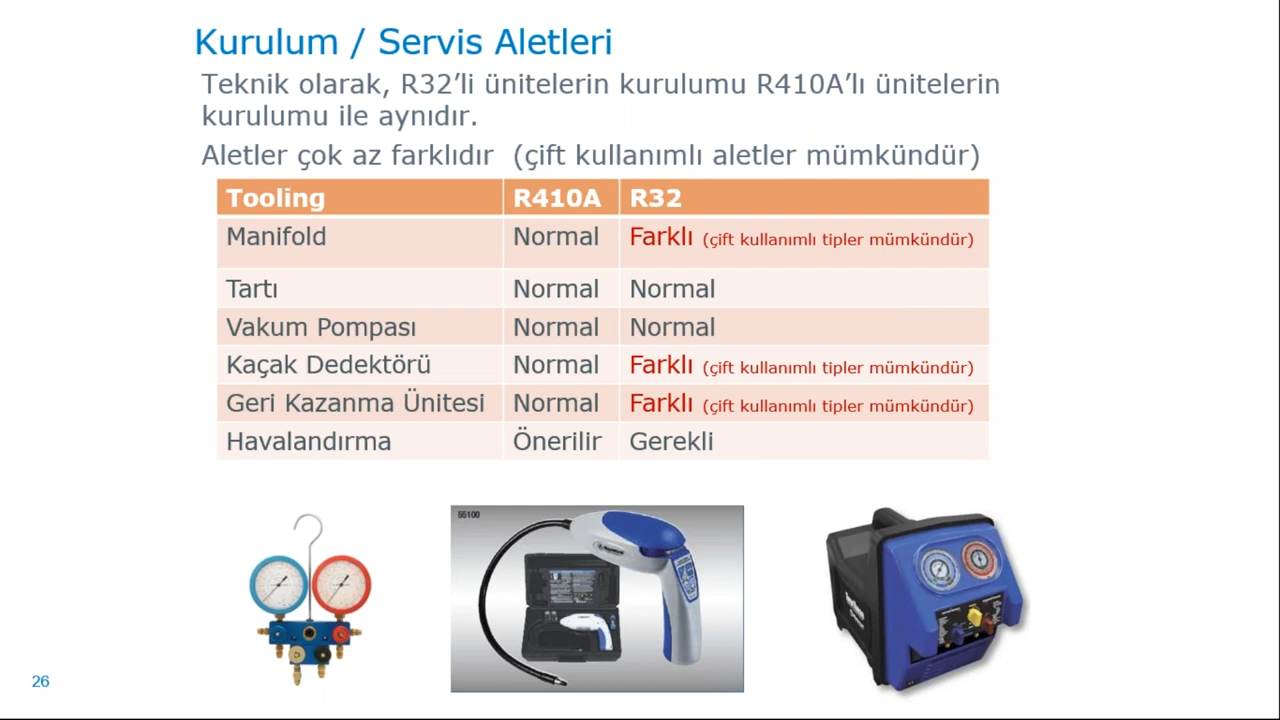 Kurulum / Servis Aletleri
Teknik olarak, R32’li ünitelerin kurulumu R410A’lı ünitelerin
kurulumu ile aynıdır.
Aletler çok az farklıdır (çift kullanımlı aletler mümkündür)
Tooling R410A R32
Manifold Normal Farklı (çift kullanımlı tipler mümkündür)
Tartı Normal Normal
Vakum Pompası Normal Normal
Kaçak Dedektörü Normal Farklı (çift kullanımlı tipler mümkündür)
Geri Kazanma Ünitesi Normal Farklı (çift kullanımlı tipler mümkündür)
Havalandırma Önerilir Gerekli
55100
26